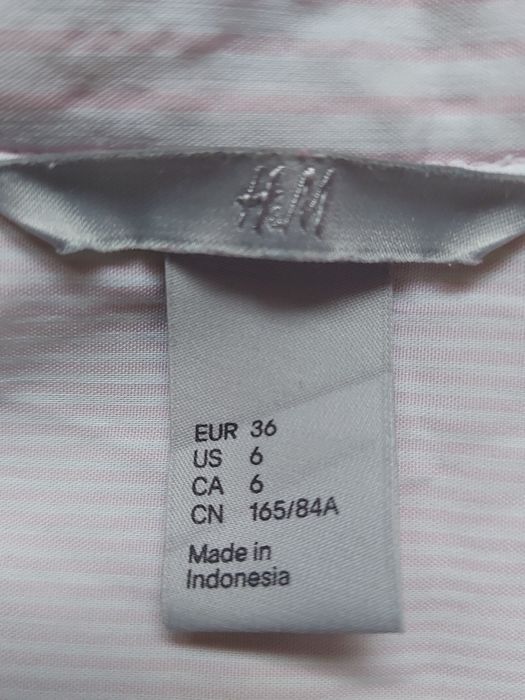 H&M
EUR 36
US 6
CA 6
CN 165/84A
Made in
Indonesia